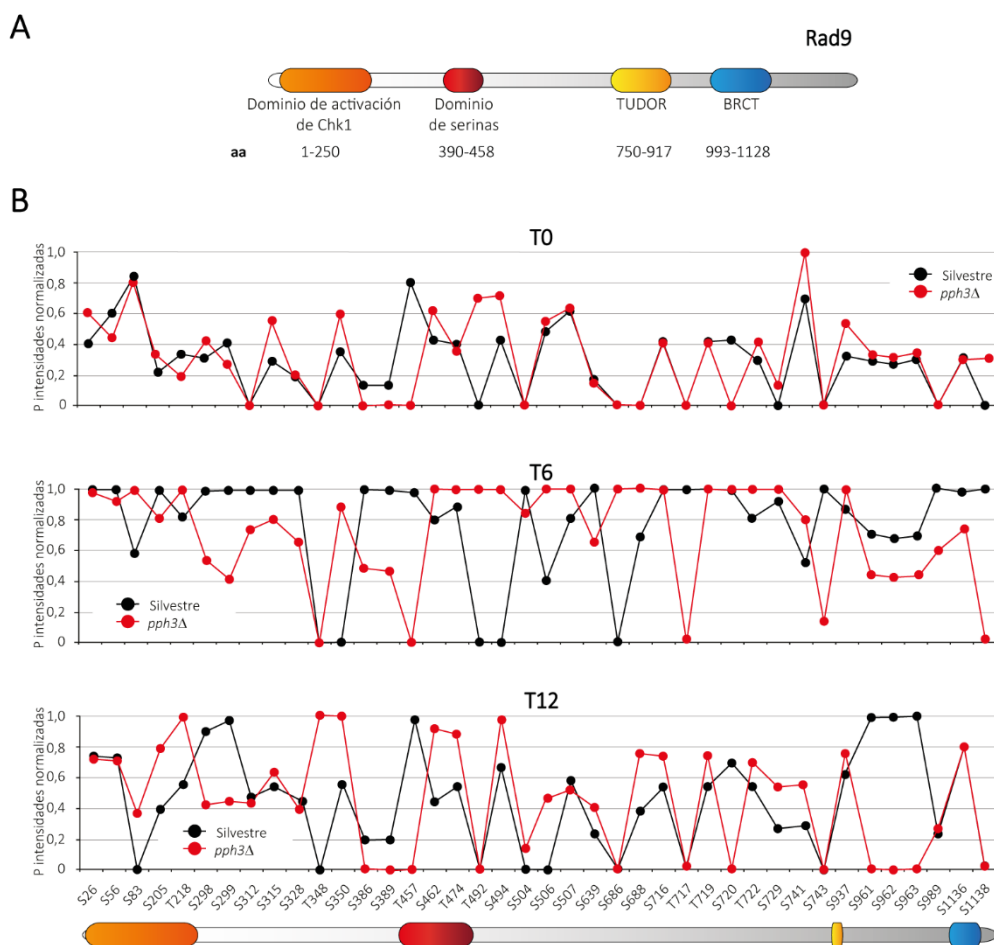 A
Rad9
Dominio de activación de Chk1
Dominio de serinas
TUDOR
BRCT
aa 1-250 390-458 750-917 993-1128
B
T0
P intensidades normalizadas
1,0
0,8
0,6
0,4
0,2
0
Silvestre
pph3Δ
T6
P intensidades normalizadas
1,0
0,8
0,6
0,4
0,2
0
Silvestre
pph3Δ
T12
P intensidades normalizadas
1,0
0,8
0,6
0,4
0,2
0
Silvestre
pph3Δ
S26 S56 S83 S205 T218 S298 S299 S312 S315 S328 T348 S350 S386 S389 T457 S462 T474 T492 S494 S504 S506 S507 S639 S686 S688 S716 T717 T719 S720 T722 S729 S741 S743 S937 S961 S962 S963 S989 S1136 S1138